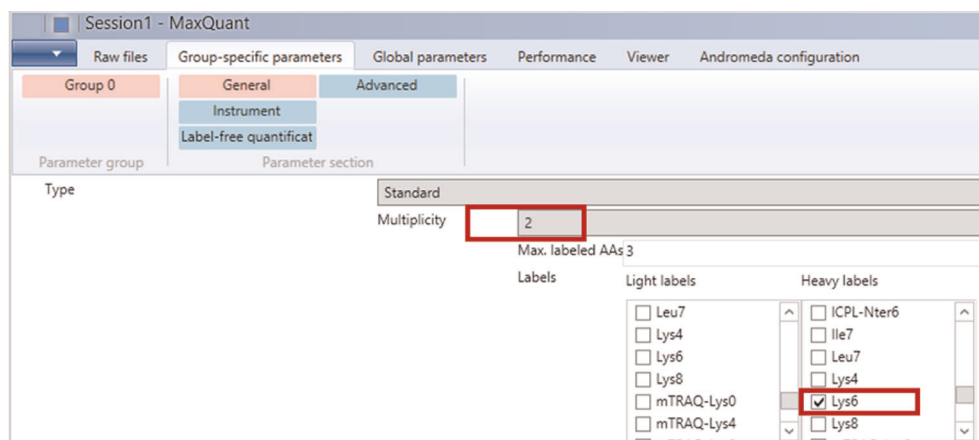 Session1 - MaxQuant
Raw files Group-specific parameters Global parameters Performance Viewer Andromeda configuration
Group 0 General Advanced
Instrument
Label-free quantificat
Parameter group Parameter section
Type Standard
Multiplicity 2
Max. labeled AAs 3
Labels Light labels Heavy labels
Leu7 ICPL-Nter6
Lys4 Ile7
Lys6 Leu7
Lys8 Lys4
mTRAQ-Lys0 Lys6
mTRAQ-Lys4 Lys8